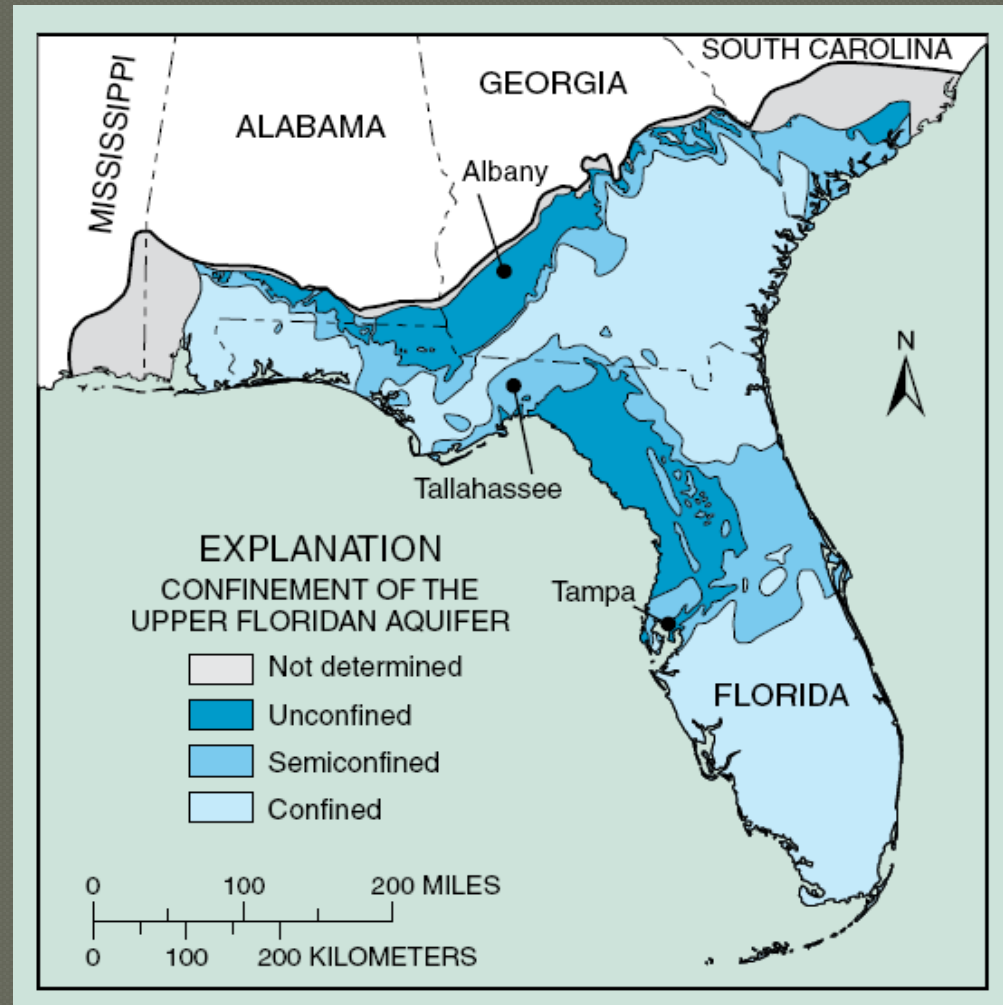 SOUTH CAROLINA
GEORGIA
MISSISSIPPI
ALABAMA
Albany
N
Tallahassee
EXPLANATION
CONFINEMENT OF THE
UPPER FLORIDAN AQUIFER
Tampa
Not determined
Unconfined
FLORIDA
Semiconfined
Confined
0 100 200 MILES
0 100 200 KILOMETERS